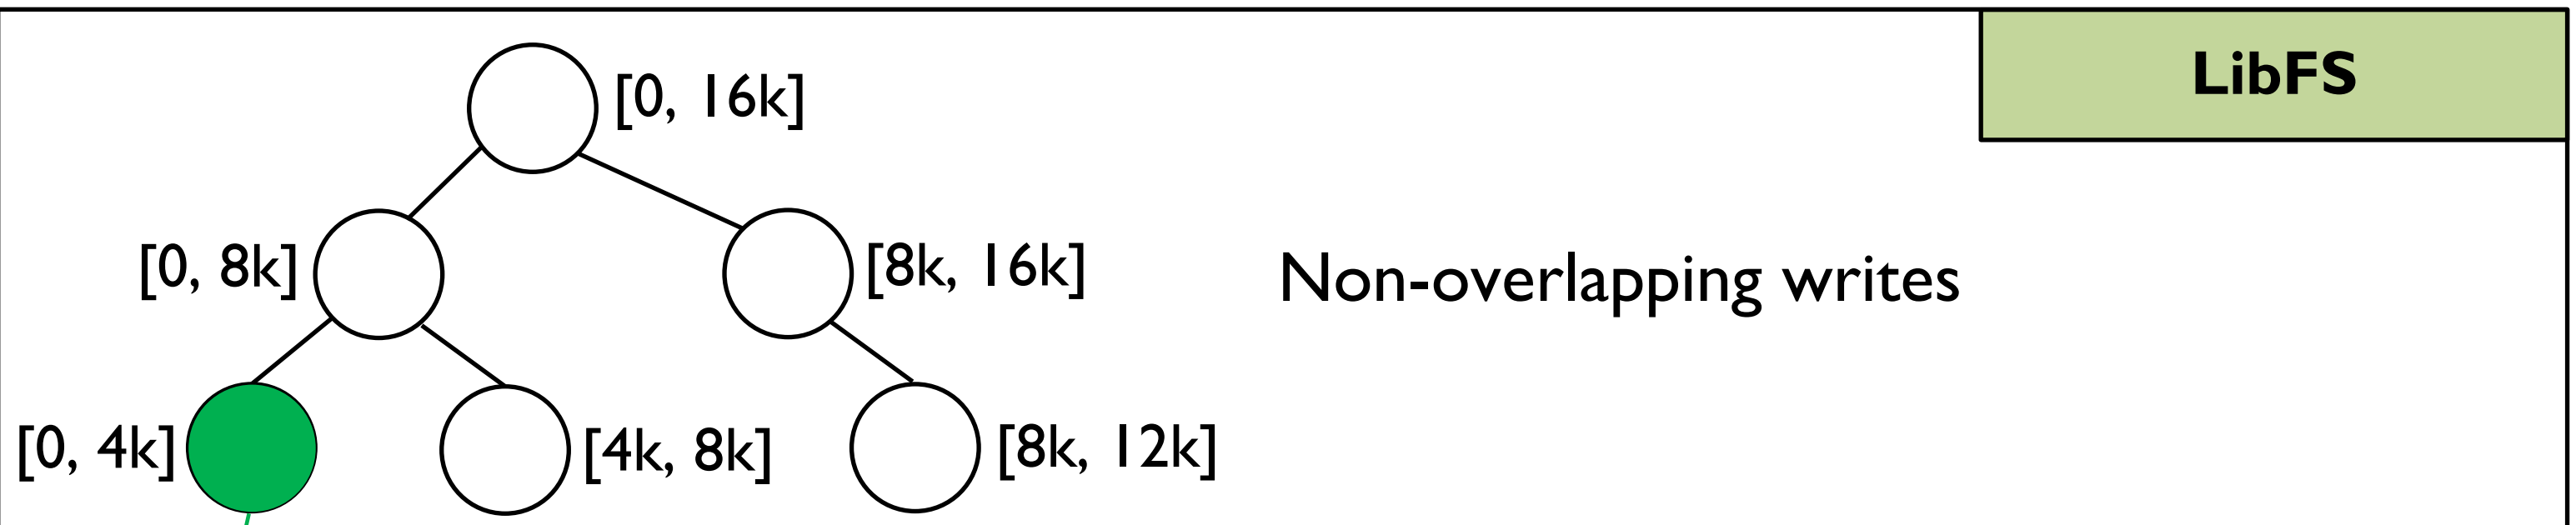 LibFS
[0, 16k]
[0, 8k]
[8k, 16k]
Non-overlapping writes
[0, 4k]
[4k, 8k]
[8k, 12k]